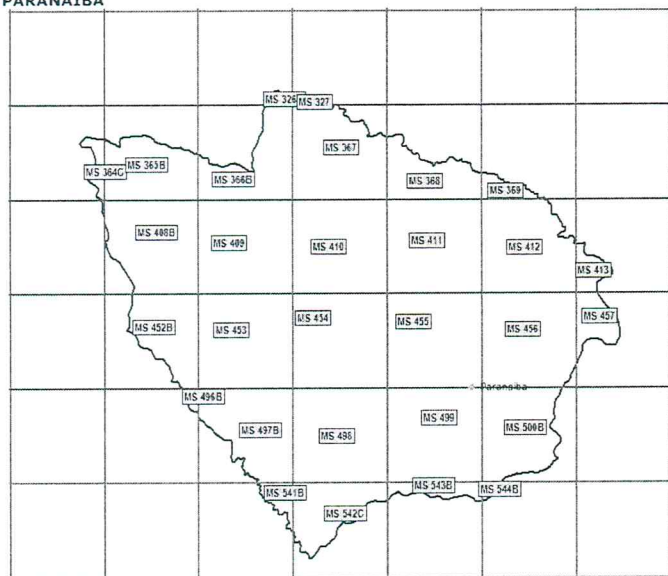 PARANAÍBA
MS 326
MS 327
MS 367
MS 365B
MS 364C
MS 366B
MS 368
MS 369
MS 408B
MS 409
MS 410
MS 411
MS 412
MS 413
MS 452B
MS 453
MS 454
MS 455
MS 456
MS 457
Paranaíba
MS 496B
MS 497B
MS 498
MS 499
MS 500B
MS 541B
MS 542C
MS 543B
MS 544B